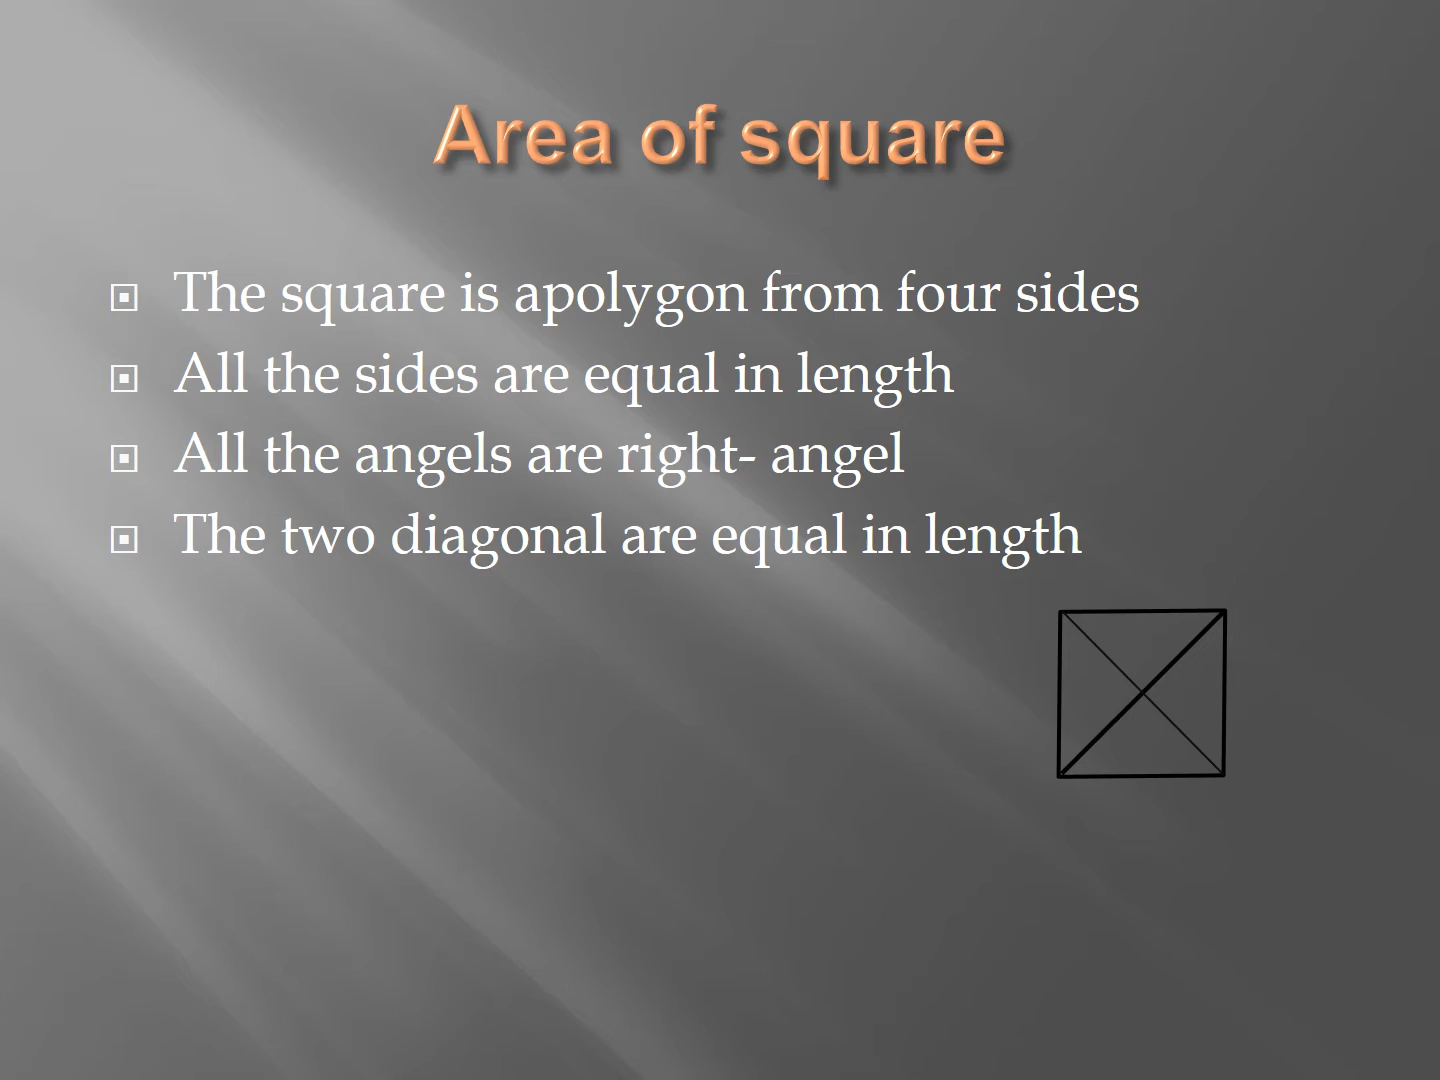 Area of square
The square is apolygon from four sides
All the sides are equal in length
All the angels are right- angel
The two diagonal are equal in length